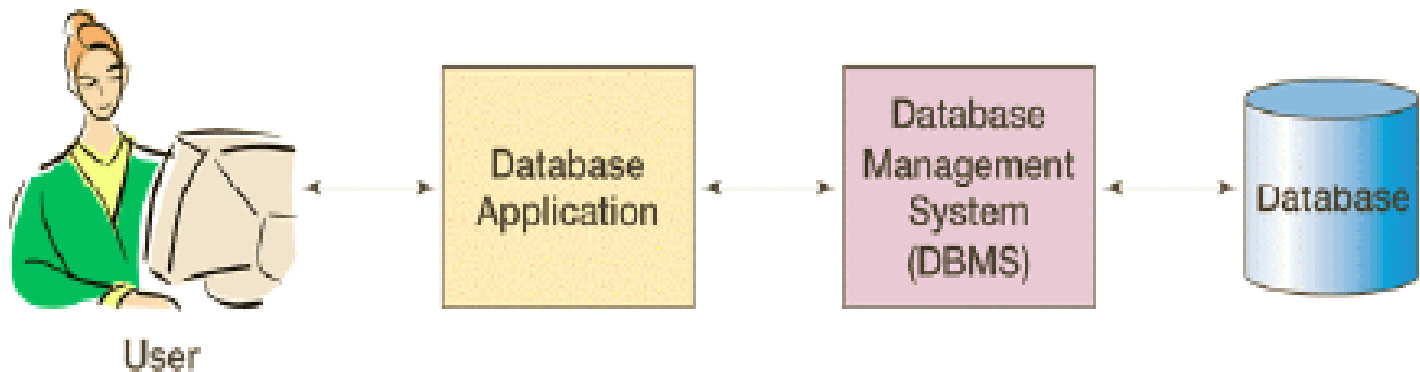 User
Database
Application
Database
Management
System
(DBMS)
Database